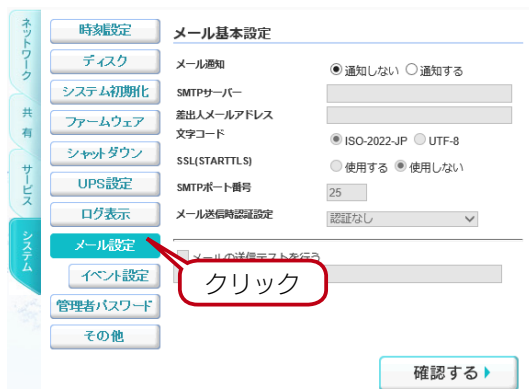 ネットワーク
共有
サービス
システム
時刻設定
ディスク
システム初期化
ファームウェア
シャットダウン
UPS設定
ログ表示
メール設定
イベント設定
管理者パスワード
その他
メール基本設定
メール通知
通知しない 通知する
SMTPサーバー
差出人メールアドレス
文字コード
ISO-2022-JP UTF-8
SSL(STARTTLS)
使用する 使用しない
SMTPポート番号
25
メール送信時認証設定
認証なし
メールの送信テストを行う
クリック
確認する